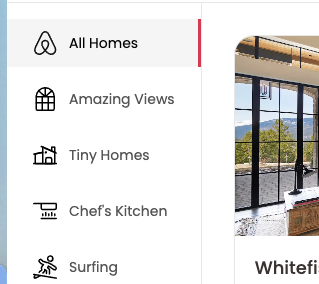 All Homes
Amazing Views
Tiny Homes
Chef's Kitchen
Surfing